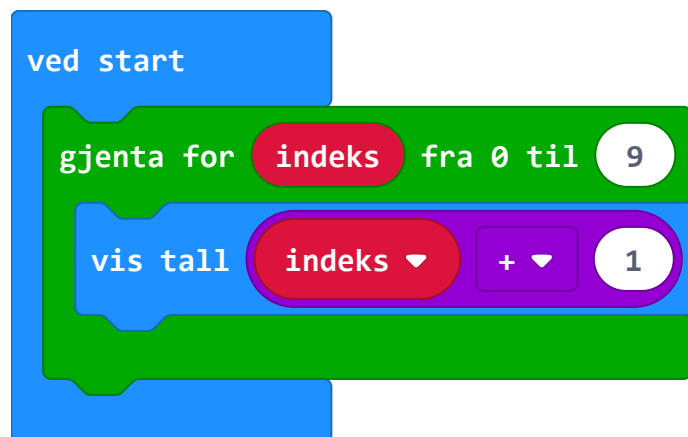 ved start
gjenta for indeks fra 0 til 9
vis tall indeks + 1